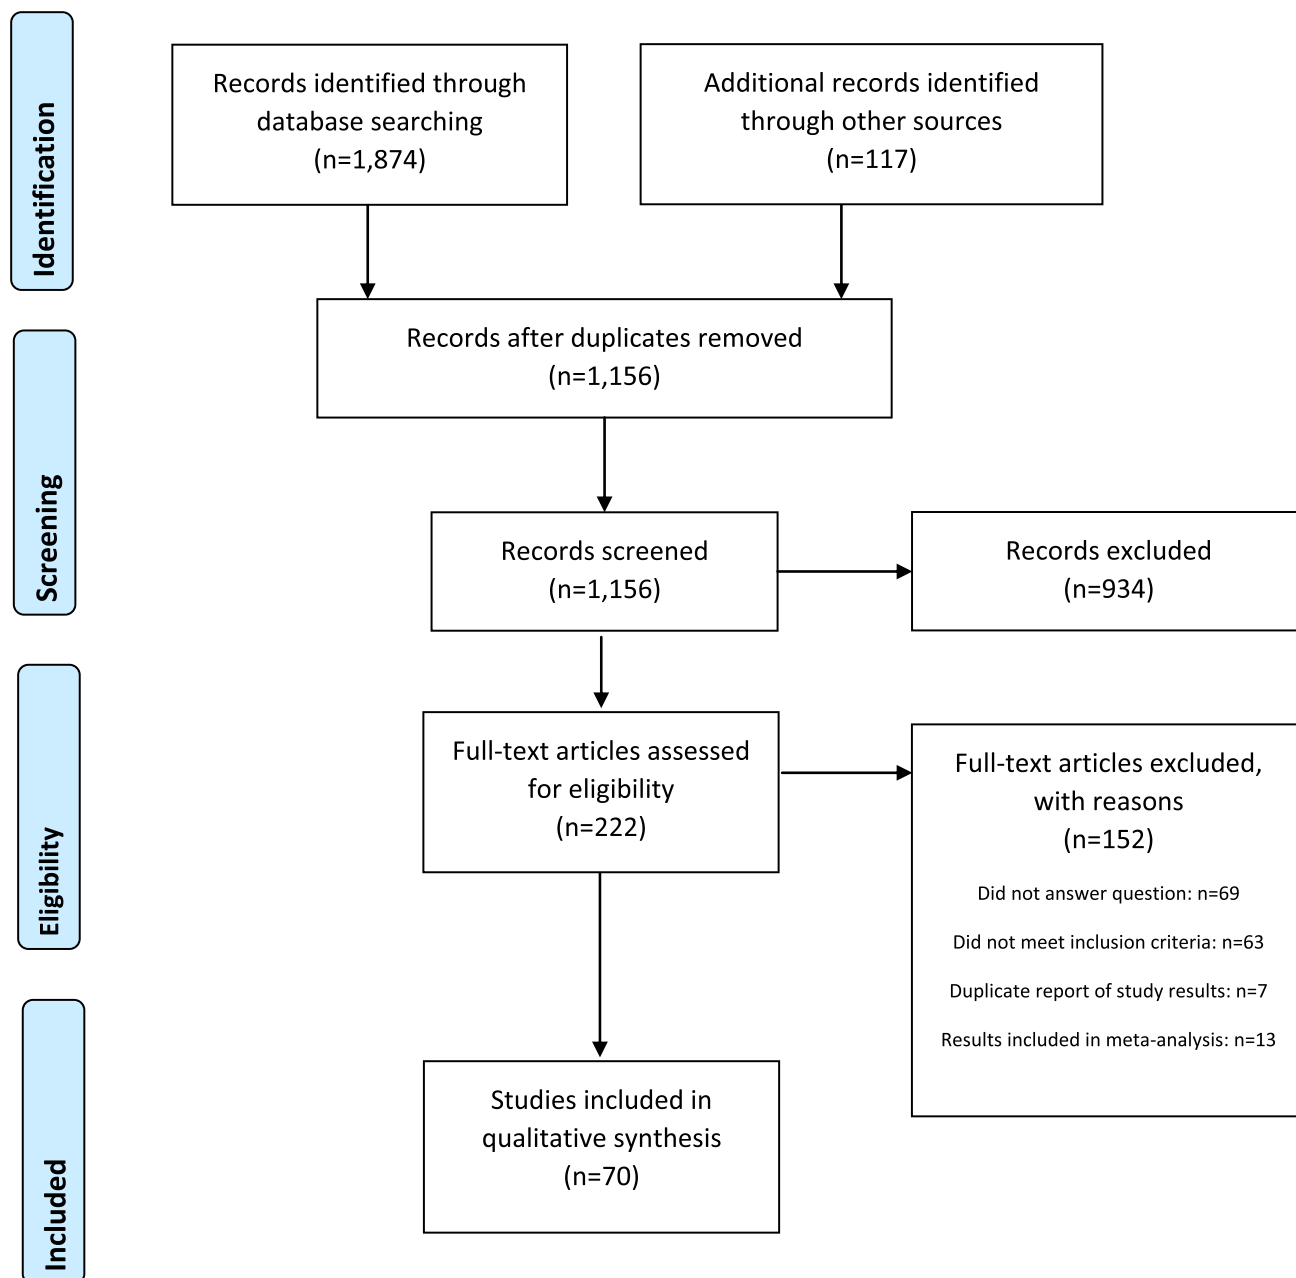 Identification
Records identified through
database searching
(n=1,874)
Additional records identified
through other sources
(n=117)
Records after duplicates removed
(n=1,156)
Screening
Records screened
(n=1,156)
Records excluded
(n=934)
Eligibility
Full-text articles assessed
for eligibility
(n=222)
Full-text articles excluded,
with reasons
(n=152)
Did not answer question: n=69
Did not meet inclusion criteria: n=63
Duplicate report of study results: n=7
Results included in meta-analysis: n=13
Included
Studies included in
qualitative synthesis
(n=70)